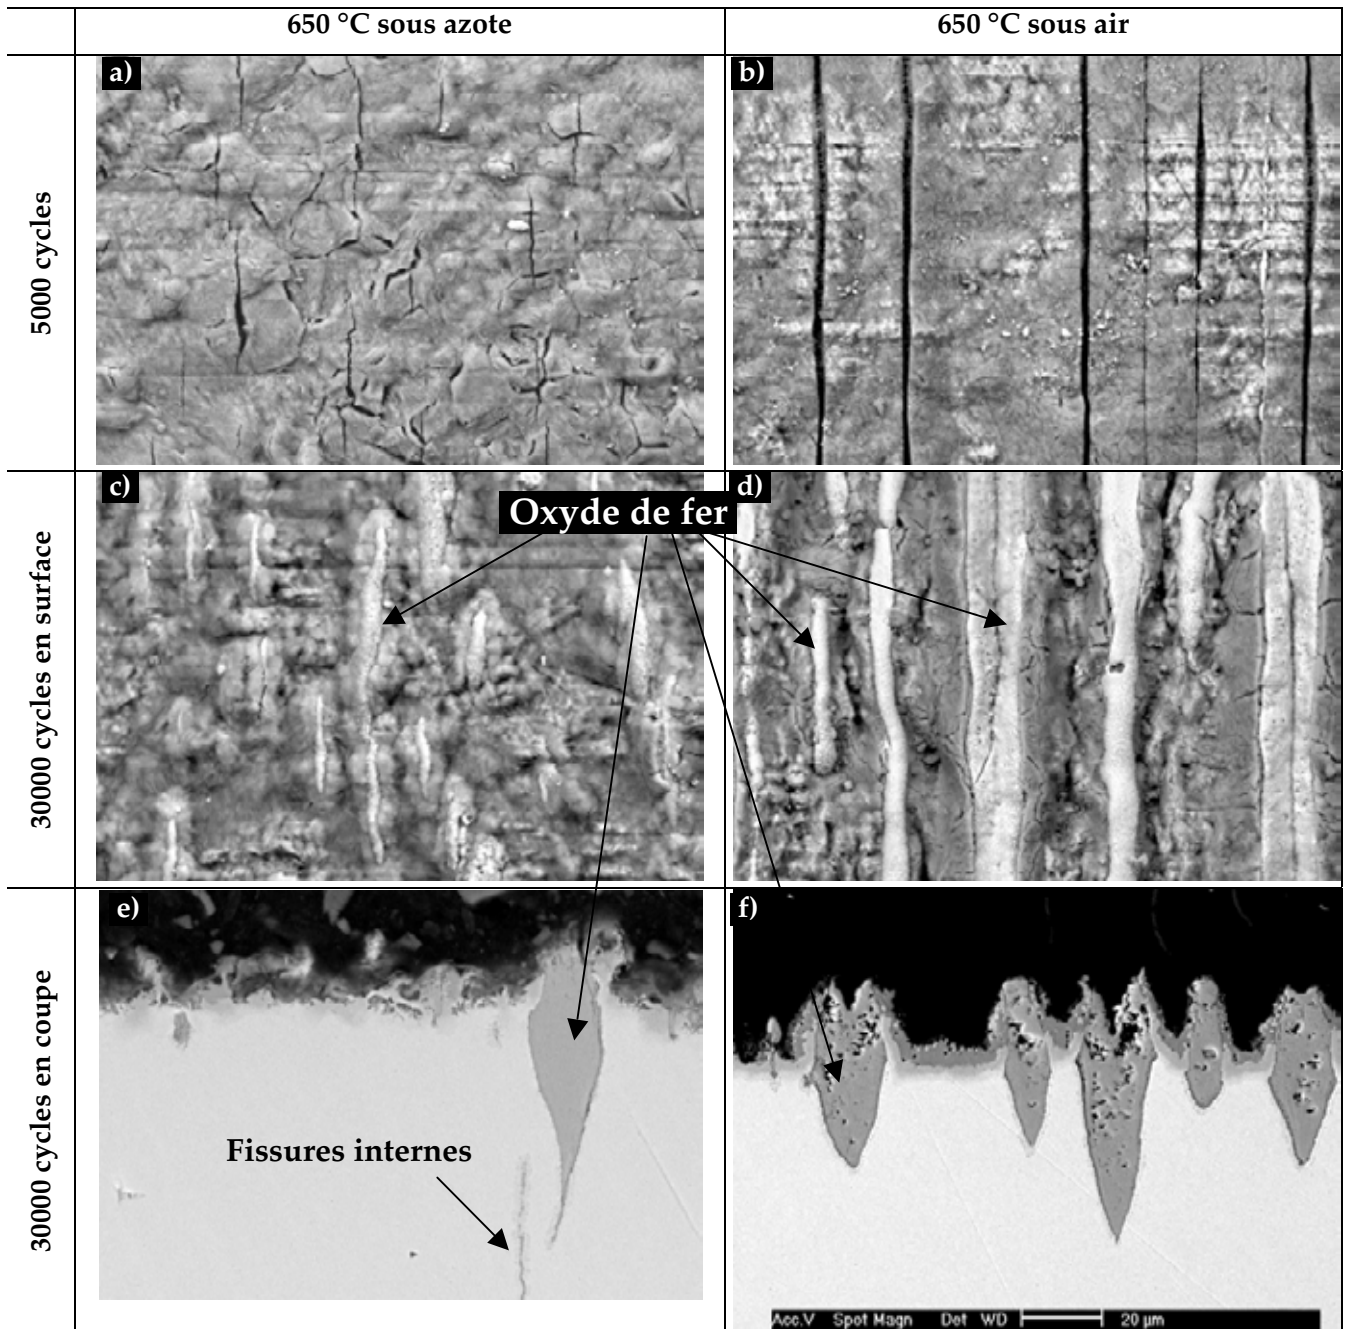 650 °C sous azote
650 °C sous air
5000 cycles
a)
b)
30000 cycles en surface
c)
d)
Oxyde de fer
30000 cycles en coupe
e)
f)
Fissures internes
Acc.V Spot Magn Det WD 20 µm